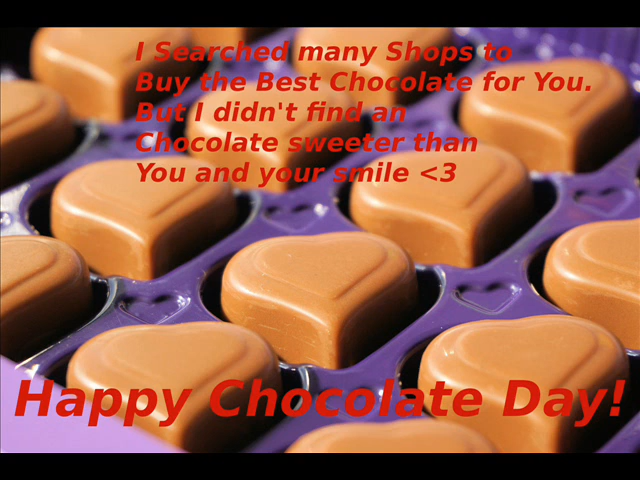 I Searched many Shops to
Buy the Best Chocolate for You.
But I didn't find an
Chocolate sweeter than
You and your smile <3
Happy Chocolate Day!